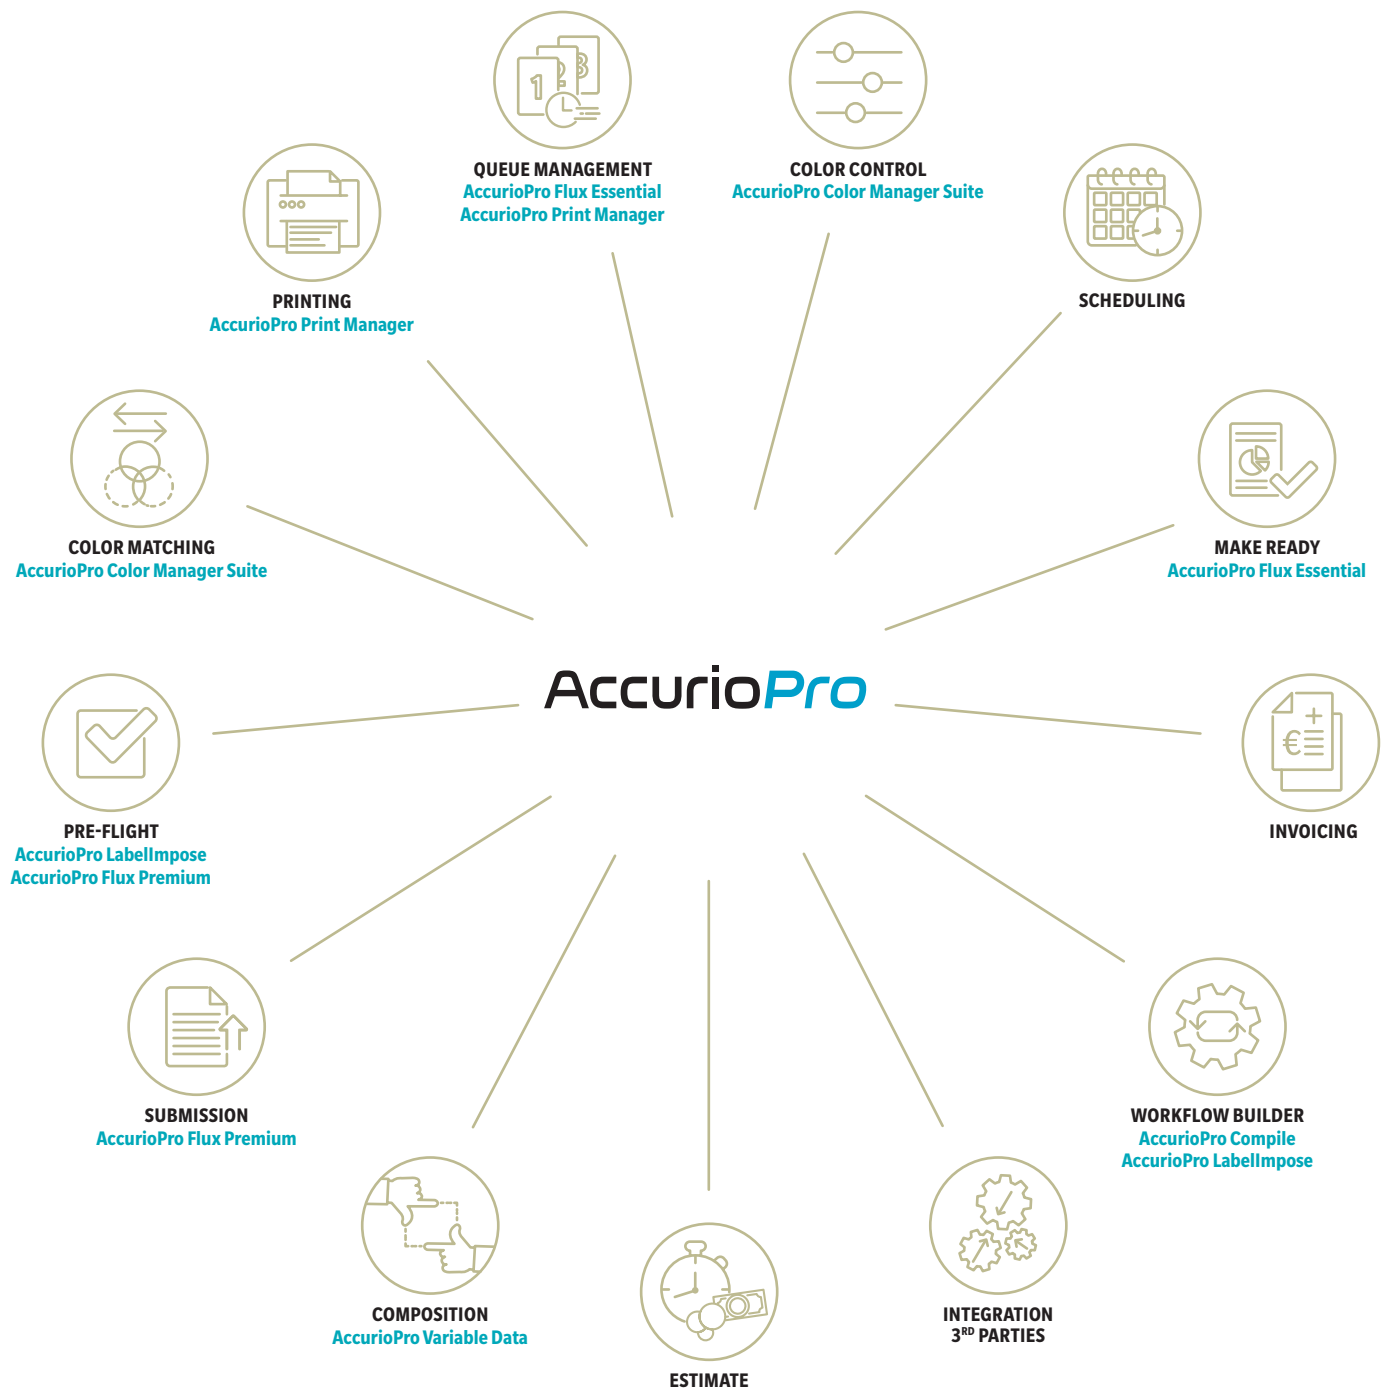 1
2
3
QUEUE MANAGEMENT
AccurioPro Flux Essential
AccurioPro Print Manager
COLOR CONTROL
AccurioPro Color Manager Suite
PRINTING
AccurioPro Print Manager
SCHEDULING
COLOR MATCHING
AccurioPro Color Manager Suite
MAKE READY
AccurioPro Flux Essential
AccurioPro
PRE-FLIGHT
AccurioPro LabelImpose
AccurioPro Flux Premium
+
€
INVOICING
SUBMISSION
AccurioPro Flux Premium
WORKFLOW BUILDER
AccurioPro Compile
AccurioPro LabelImpose
COMPOSITION
AccurioPro Variable Data
INTEGRATION
3RD PARTIES
ESTIMATE